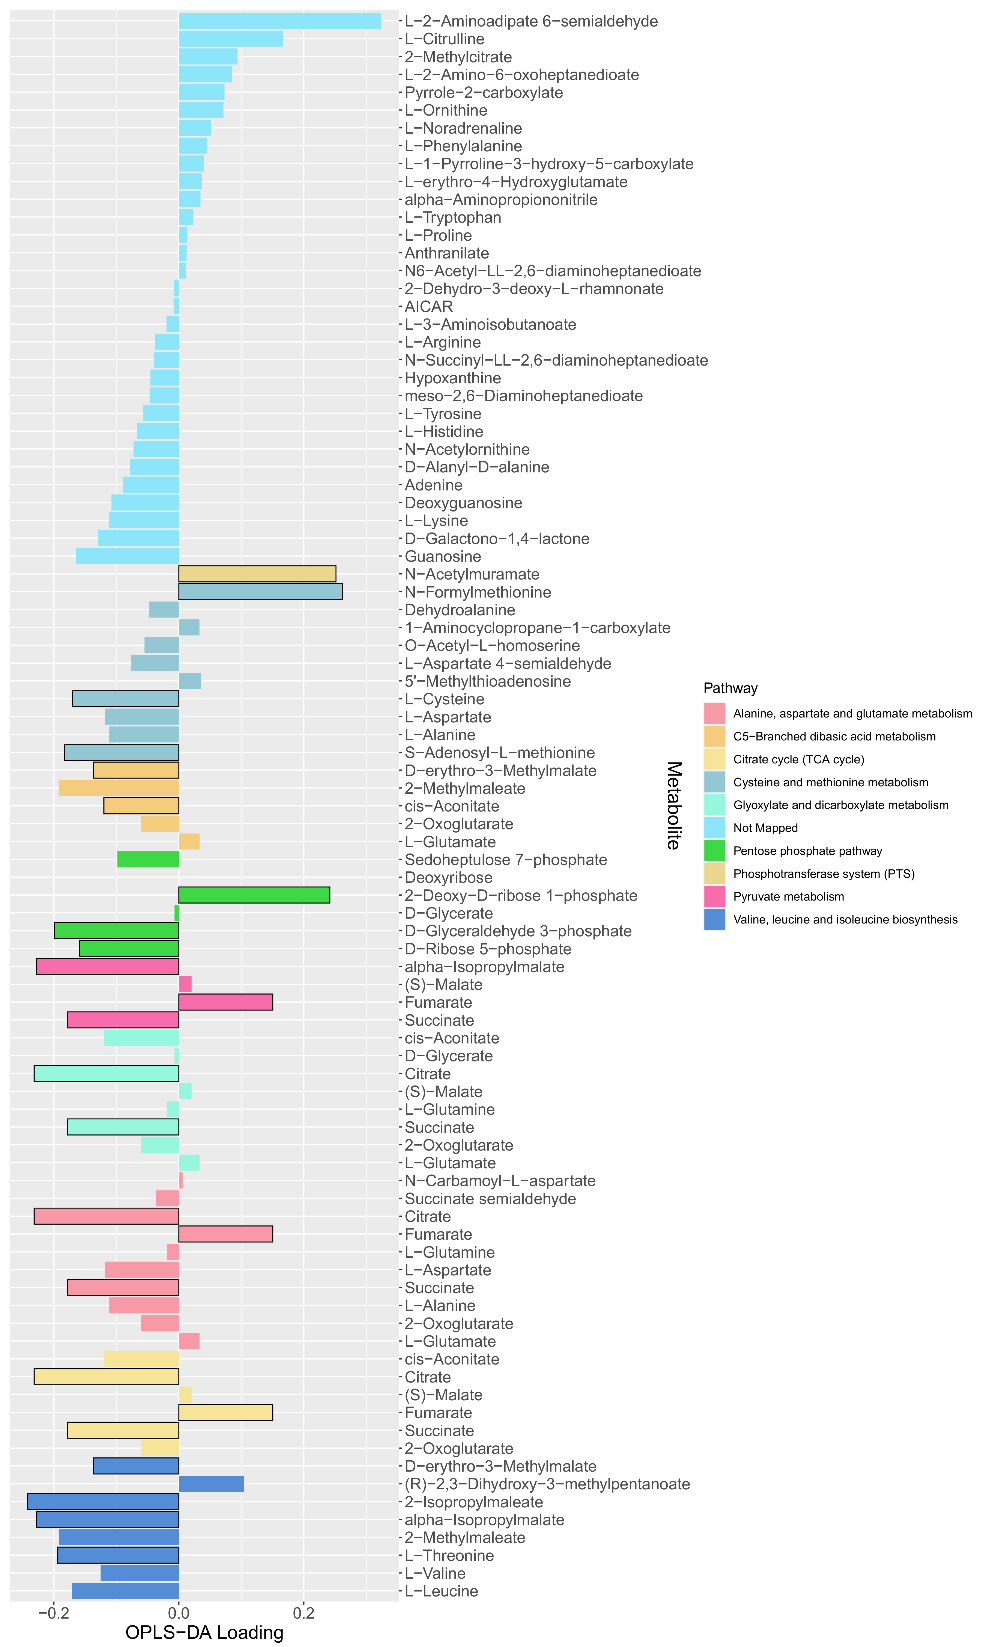 L−2−Aminoadipate 6−semialdehyde
L−Citrulline
2−Methylcitrate
L−2−Amino−6−oxoheptanedioate
Pyrrole−2−carboxylate
L−Ornithine
L−Noradrenaline
L−Phenylalanine
L−1−Pyrroline−3−hydroxy−5−carboxylate
L−erythro−4−Hydroxyglutamate
alpha−Aminopropiononitrile
L−Tryptophan
L−Proline
Anthranilate
N6−Acetyl−LL−2,6−diaminoheptanedioate
2−Dehydro−3−deoxy−L−rhamnonate
AICAR
L−3−Aminoisobutanoate
L−Arginine
N−Succinyl−LL−2,6−diaminoheptanedioate
Hypoxanthine
meso−2,6−Diaminoheptanedioate
L−Tyrosine
L−Histidine
N−Acetylornithine
D−Alanyl−D−alanine
Adenine
Deoxyguanosine
L−Lysine
D−Galactono−1,4−lactone
Guanosine
N−Acetylmuramate
N−Formylmethionine
Dehydroalanine
1−Aminocyclopropane−1−carboxylate
O−Acetyl−L−homoserine
L−Aspartate 4−semialdehyde
5'−Methylthioadenosine
L−Cysteine
L−Aspartate
L−Alanine
S−Adenosyl−L−methionine
D−erythro−3−Methylmalate
2−Methylmaleate
cis−Aconitate
2−Oxoglutarate
L−Glutamate
Sedoheptulose 7−phosphate
Deoxyribose
2−Deoxy−D−ribose 1−phosphate
D−Glycerate
D−Glyceraldehyde 3−phosphate
D−Ribose 5−phosphate
alpha−Isopropylmalate
(S)−Malate
Fumarate
Succinate
cis−Aconitate
D−Glycerate
Citrate
(S)−Malate
L−Glutamine
Succinate
2−Oxoglutarate
L−Glutamate
N−Carbamoyl−L−aspartate
Succinate semialdehyde
Citrate
Fumarate
L−Glutamine
L−Aspartate
Succinate
L−Alanine
2−Oxoglutarate
L−Glutamate
cis−Aconitate
Citrate
(S)−Malate
Fumarate
Succinate
2−Oxoglutarate
D−erythro−3−Methylmalate
(R)−2,3−Dihydroxy−3−methylpentanoate
2−Isopropylmaleate
alpha−Isopropylmalate
2−Methylmaleate
L−Threonine
L−Valine
L−Leucine
−0.2 0.0 0.2
OPLS−DA Loading
Metabolite
Pathway
Alanine, aspartate and glutamate metabolism
C5−Branched dibasic acid metabolism
Citrate cycle (TCA cycle)
Cysteine and methionine metabolism
Glyoxylate and dicarboxylate metabolism
Not Mapped
Pentose phosphate pathway
Phosphotransferase system (PTS)
Pyruvate metabolism
Valine, leucine and isoleucine biosynthesis